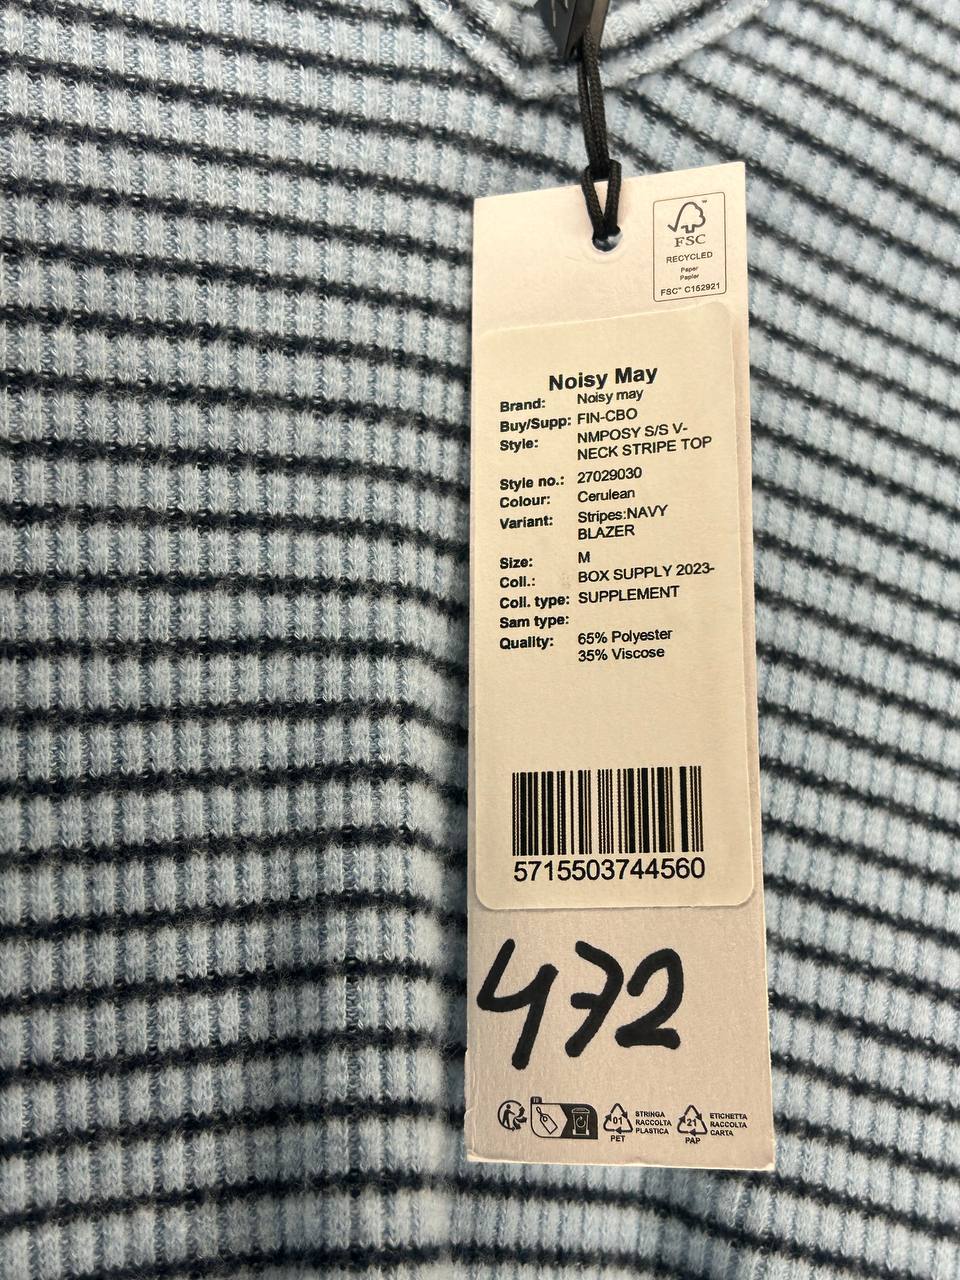 FSC™
RECYCLED
Paper
Papier
FSC® C152921
Noisy May
Brand: Noisy may
Buy/Supp: FIN-CBO
Style: NMPOSY S/S V-
NECK STRIPE TOP
Style no.: 27029030
Colour: Cerulean
Variant: Stripes:NAVY
BLAZER
Size: M
Coll.: BOX SUPPLY 2023-
Coll. type: SUPPLEMENT
Sam type:
Quality: 65% Polyester
35% Viscose
5715503744560
472
FR
01
PET
STRINGA
RACCOLTA
PLASTICA
21
PAP
ETICHETTA
RACCOLTA
CARTA